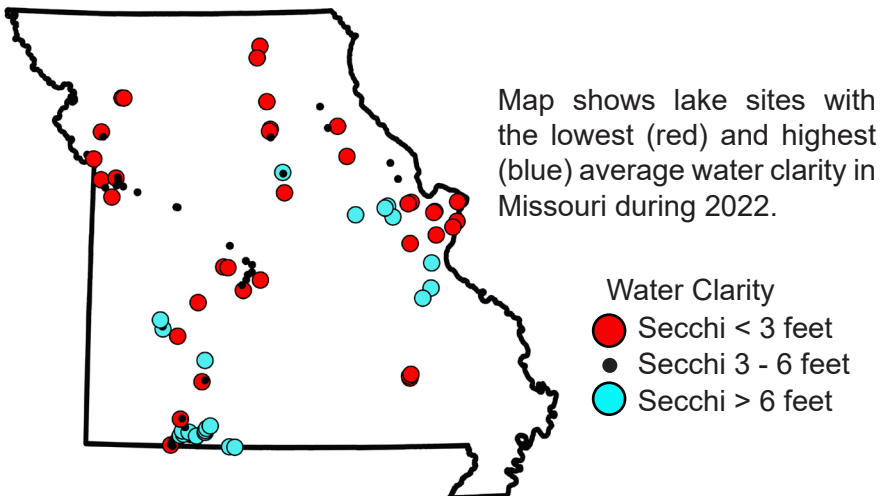 Map shows lake sites with
the lowest (red) and highest
(blue) average water clarity in
Missouri during 2022.
Water Clarity
Secchi < 3 feet
Secchi 3 - 6 feet
Secchi > 6 feet